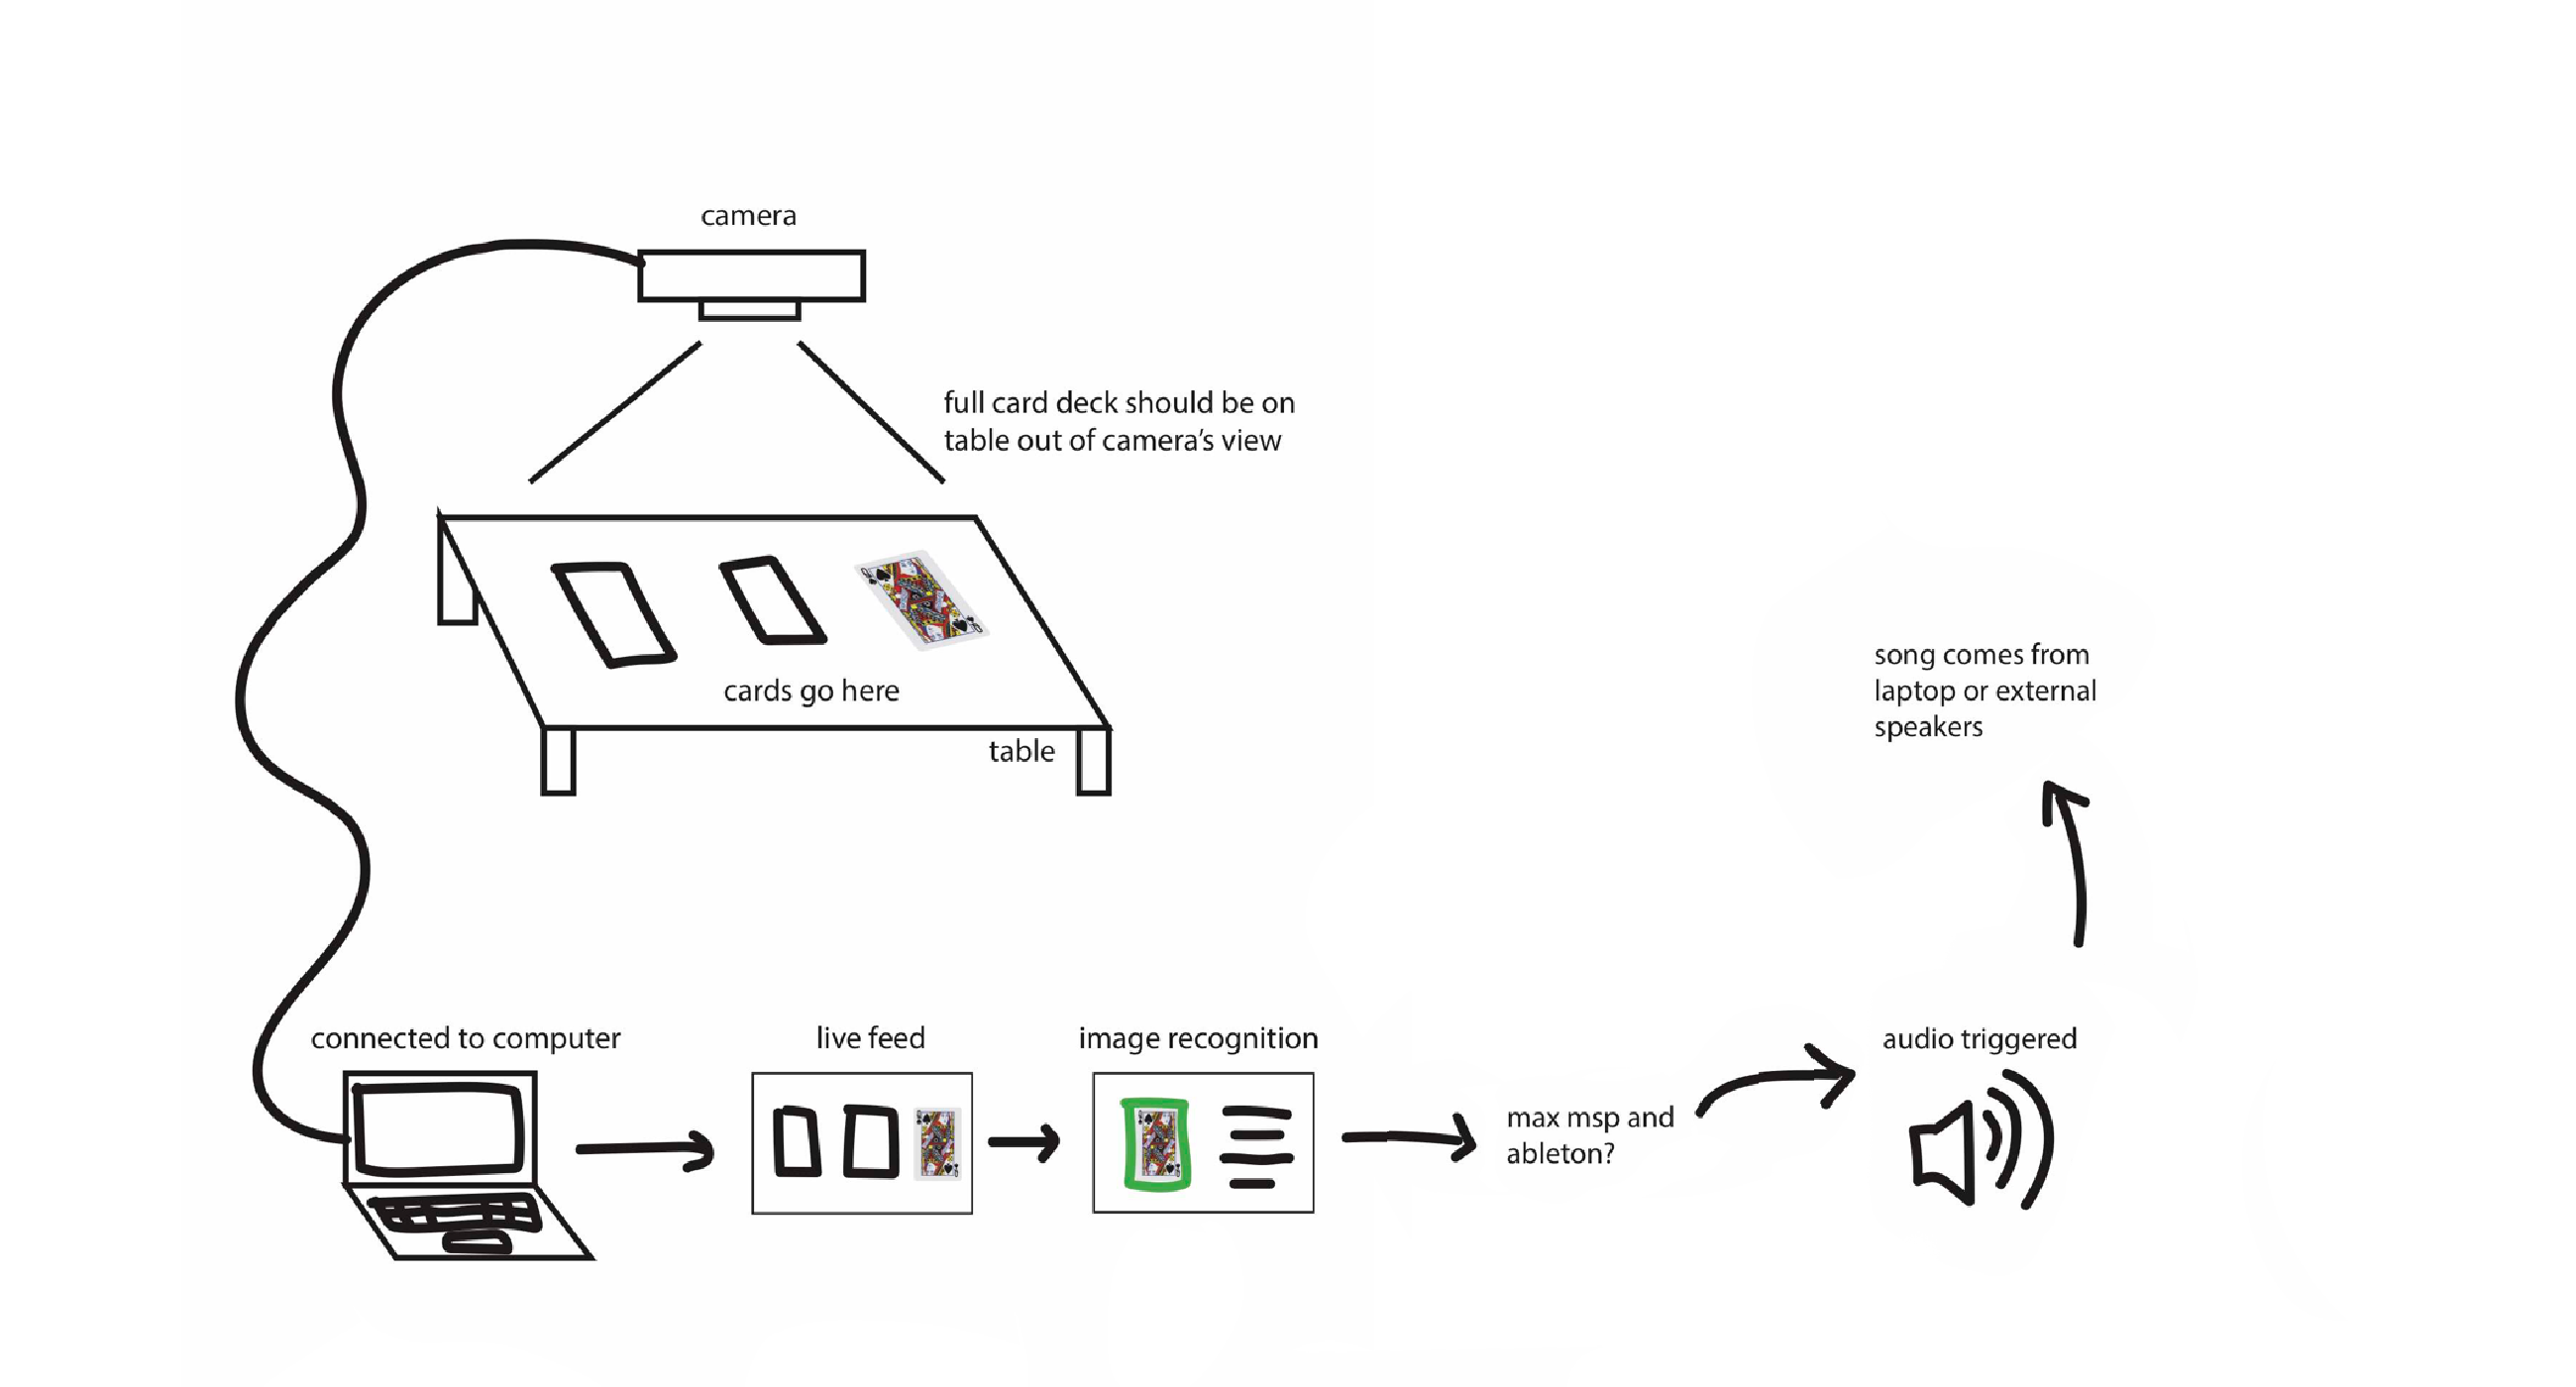 camera
full card deck should be on
table out of camera’s view
cards go here
table
song comes from
laptop or external
speakers
connected to computer
live feed
image recognition
max msp and
ableton?
audio triggered